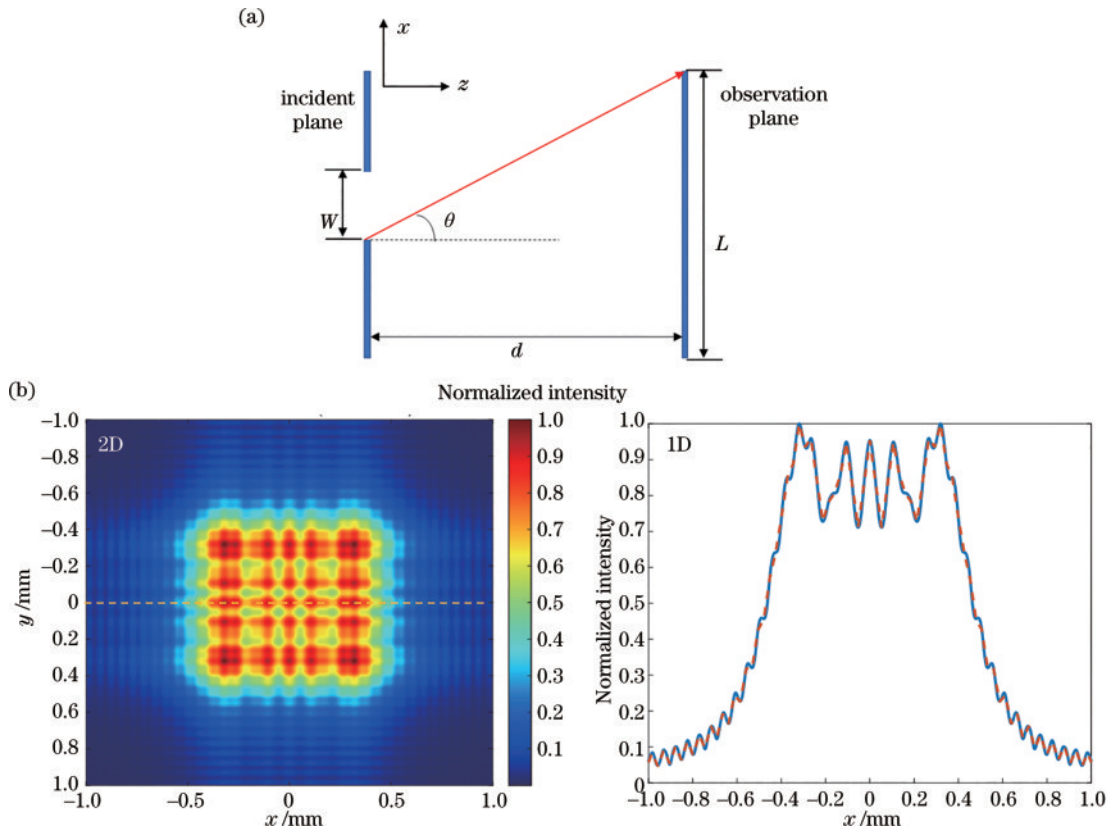 (a)
x
z
incident
plane
observation
plane
W
θ
L
d
(b)
Normalized intensity
2D
−1.0
−0.8
−0.6
−0.4
−0.2
0
0.2
0.4
0.6
0.8
1.0
y /mm
−1.0
−0.5
0
0.5
1.0
x /mm
1.0
0.9
0.8
0.7
0.6
0.5
0.4
0.3
0.2
0.1
1D
Normalized intensity
1.0
0.9
0.8
0.7
0.6
0.5
0.4
0.3
0.2
0.1
0
−1.0 −0.8 −0.6 −0.4 −0.2 0 0.2 0.4 0.6 0.8 1.0
x /mm